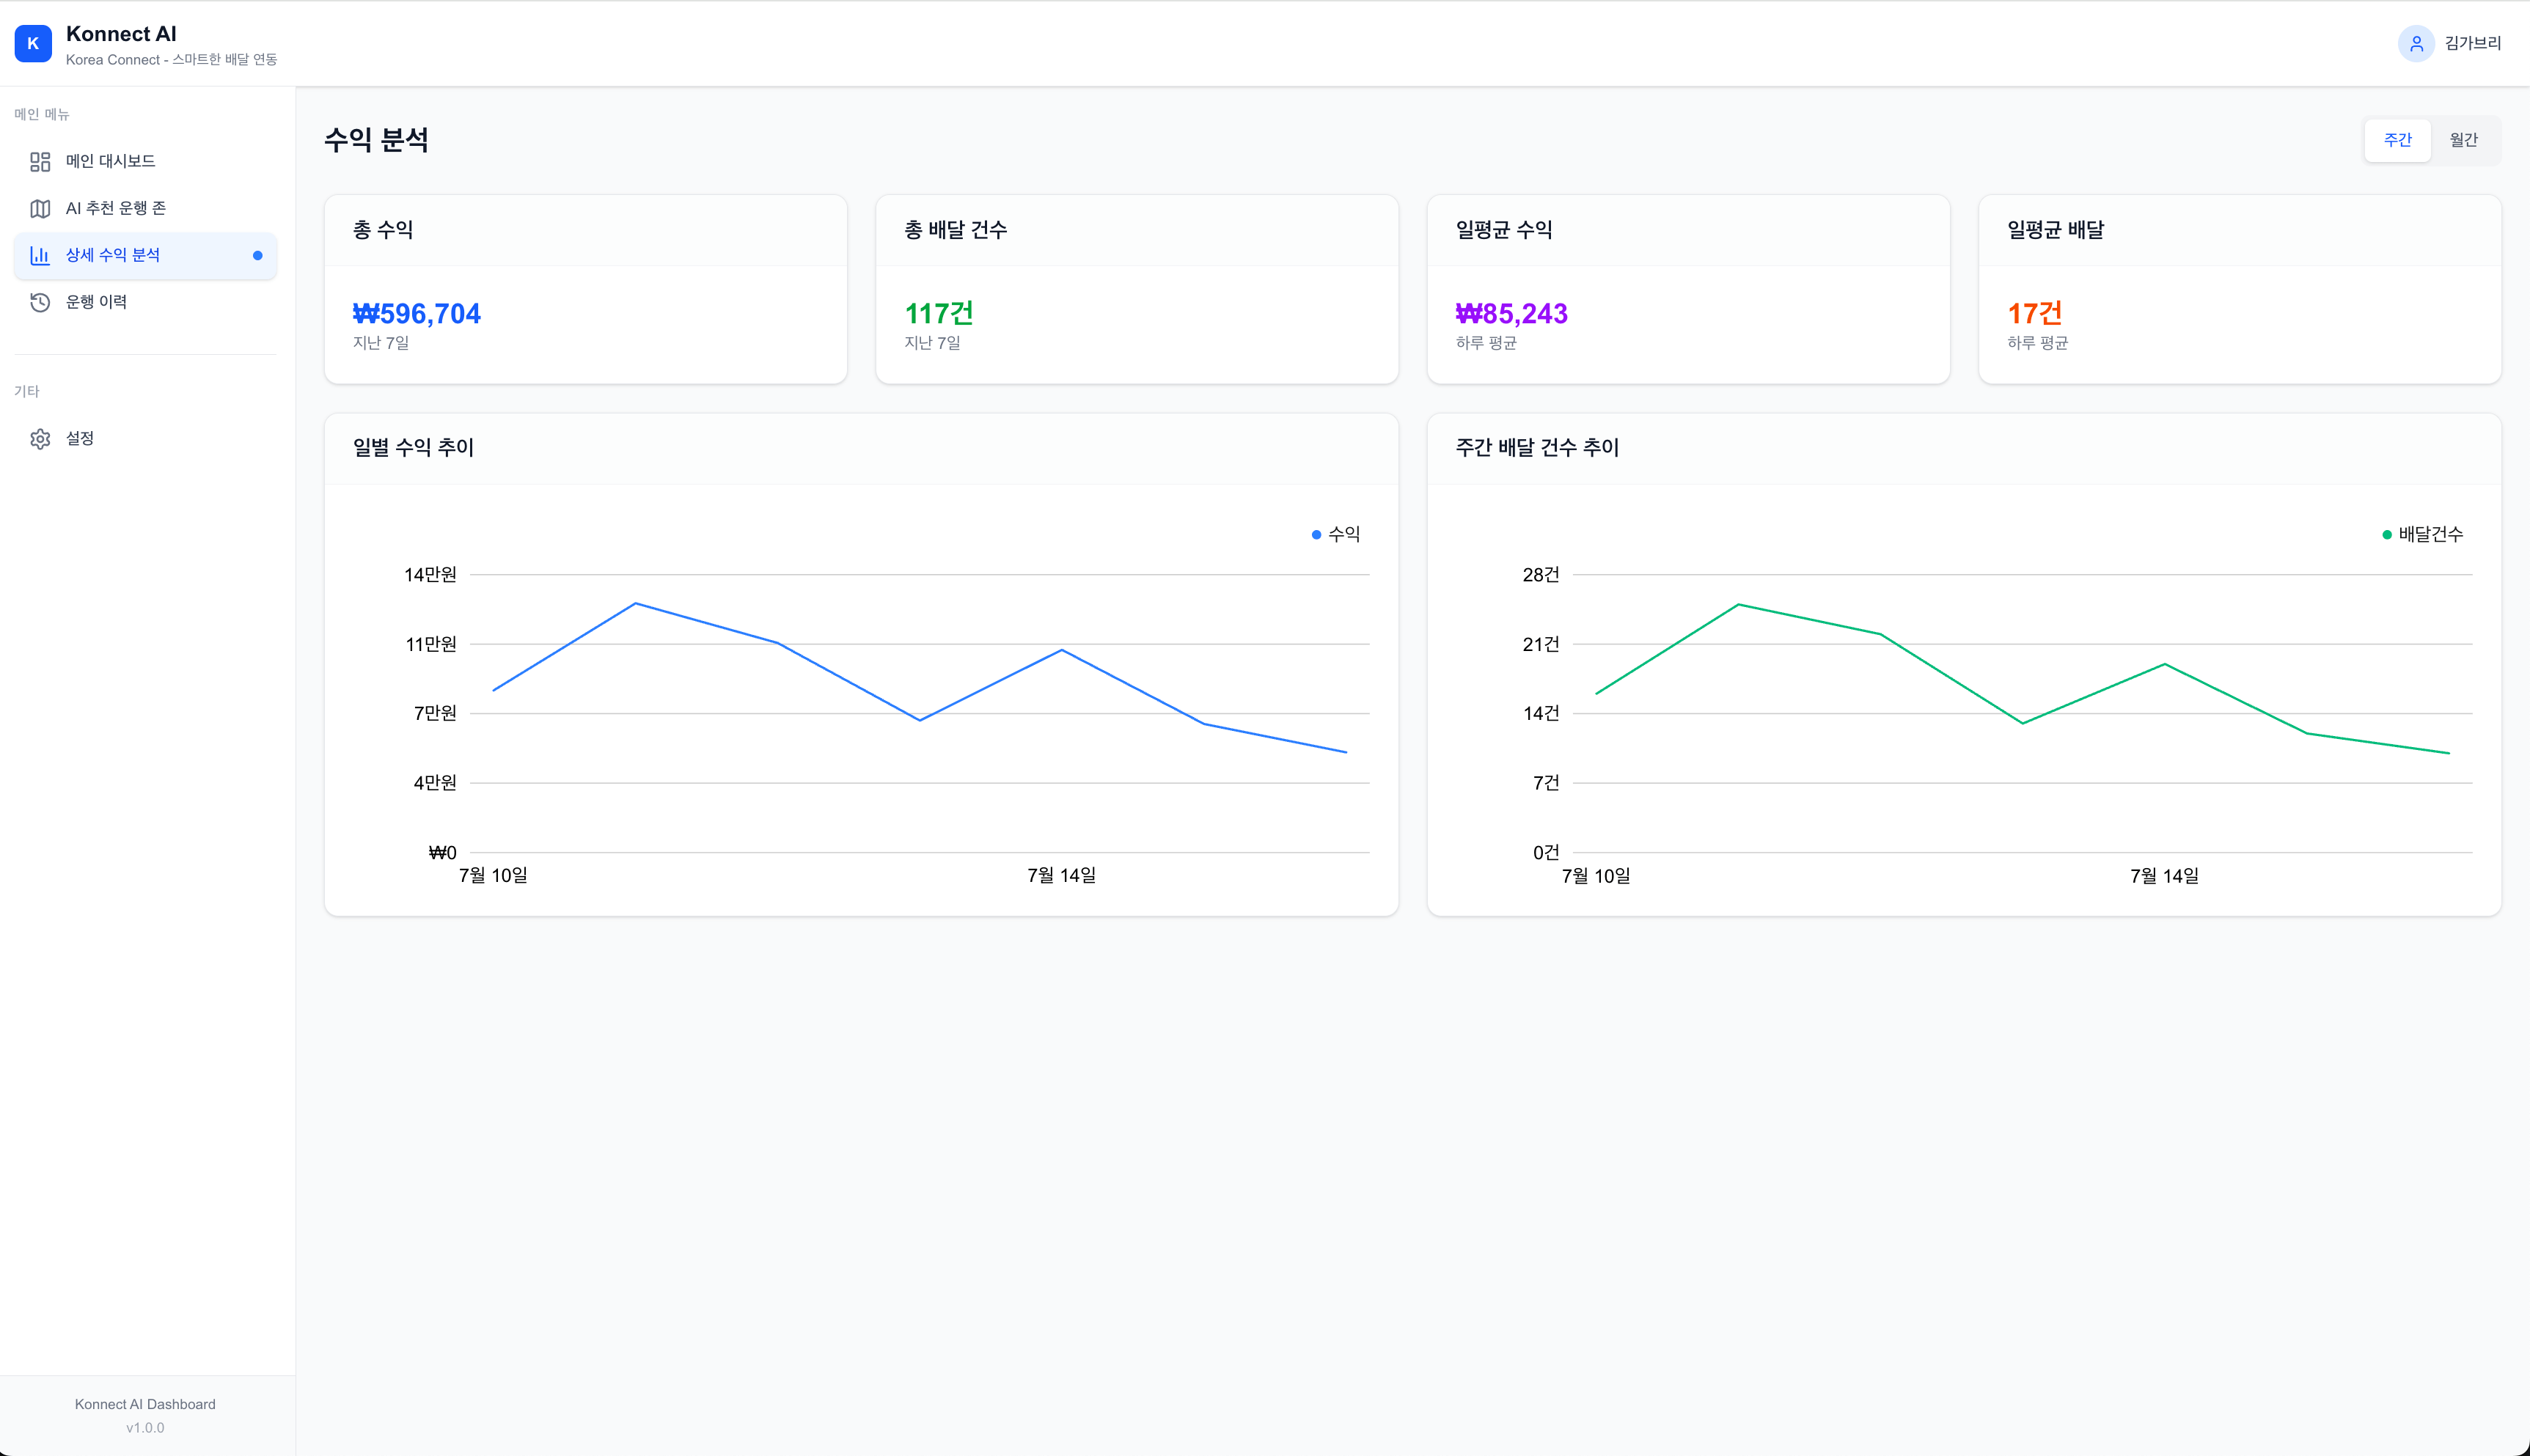 K
Konnect AI
Korea Connect - 스마트한 배달 연동
김가브리
메인 메뉴
메인 대시보드
AI 추천 운행 존
상세 수익 분석
운행 이력
기타
설정
Konnect AI Dashboard
v1.0.0
수익 분석
주간 월간
총 수익
₩596,704
지난 7일
총 배달 건수
117건
지난 7일
일평균 수익
₩85,243
하루 평균
일평균 배달
17건
하루 평균
일별 수익 추이
수익
14만원
11만원
7만원
4만원
₩0
7월 10일 7월 14일
주간 배달 건수 추이
배달건수
28건
21건
14건
7건
0건
7월 10일 7월 14일